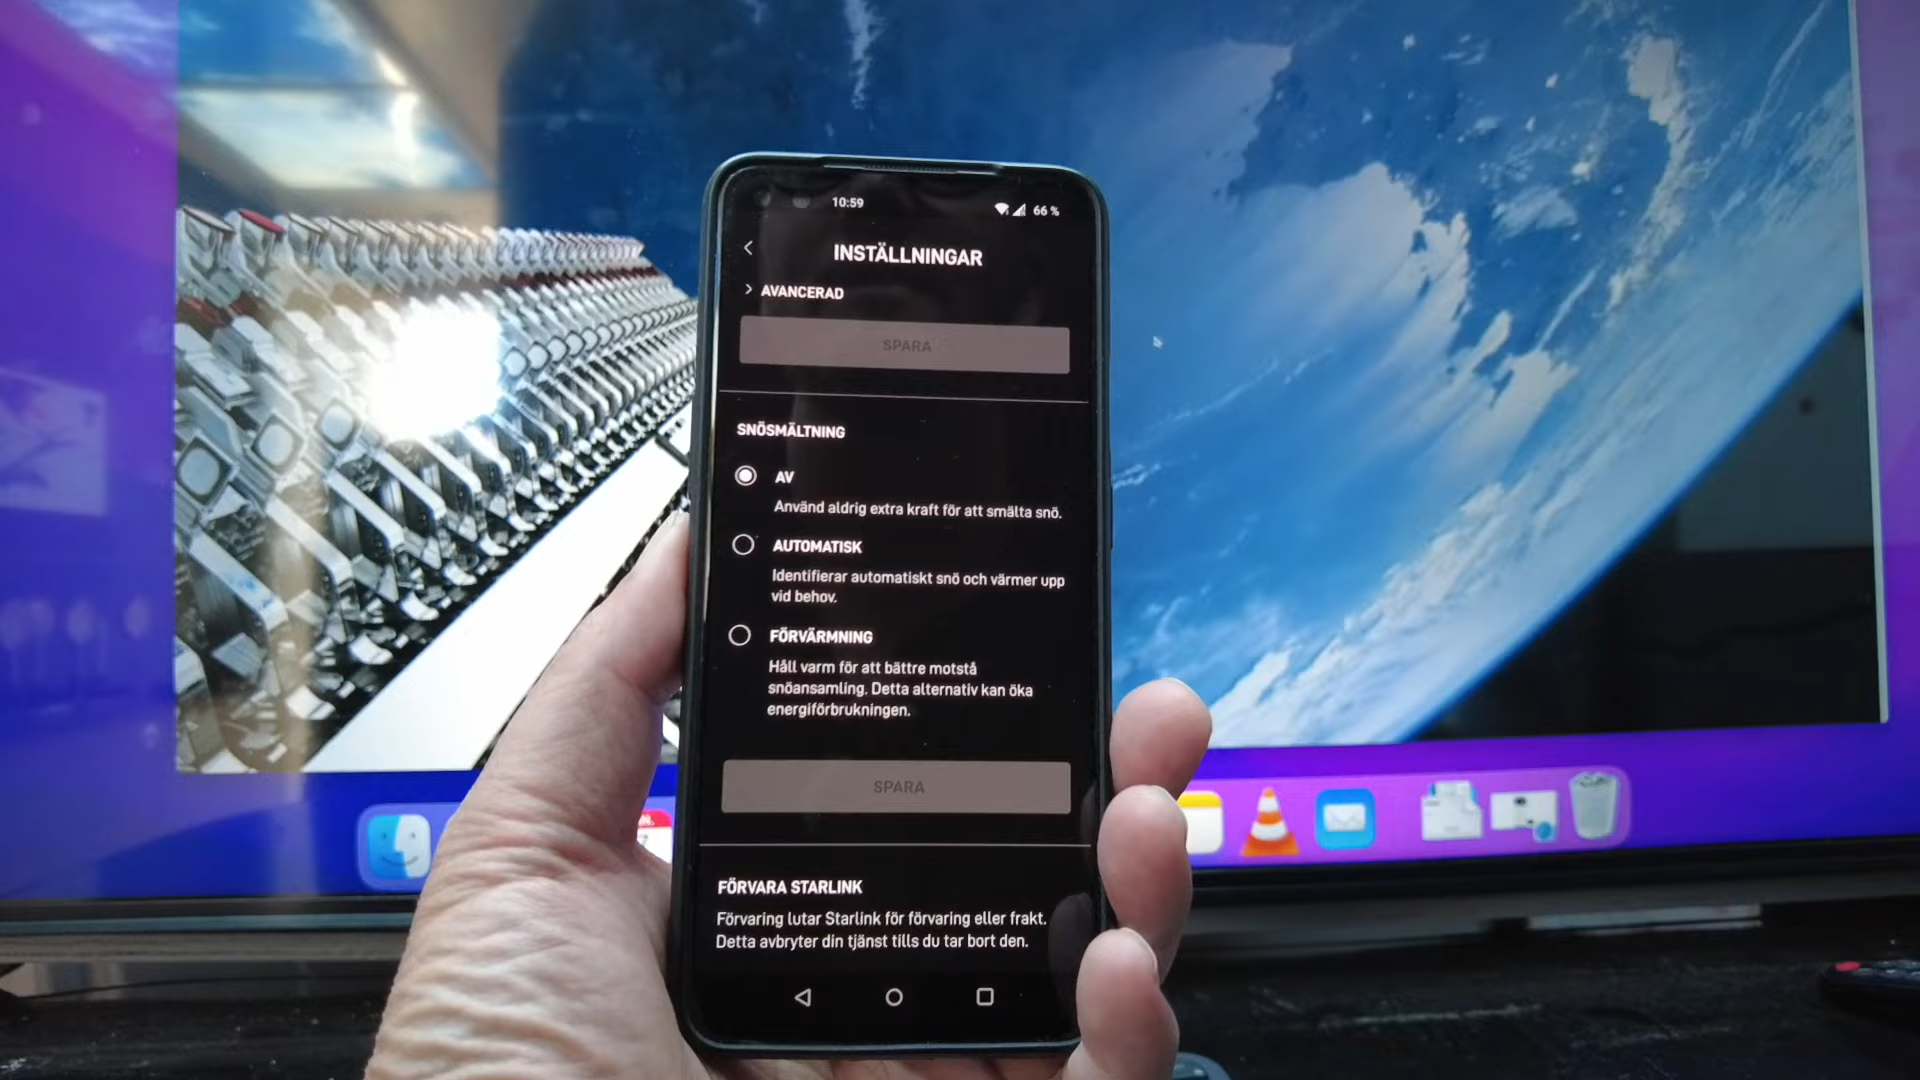 10:59
66 %
INSTÄLLNINGAR
AVANCERAD
SPARA
SNÖSMÄLTNING
AV
Använd aldrig extra kraft för att smälta snö.
AUTOMATISK
Identifierar automatiskt snö och värmer upp
vid behov.
FÖRVÄRMNING
Håll varm för att bättre motstå
snöansamling. Detta alternativ kan öka
energiförbrukningen.
SPARA
FÖRVARA STARLINK
Förvaring lutar Starlink för förvaring eller frakt.
Detta avbryter din tjänst tills du tar bort den.